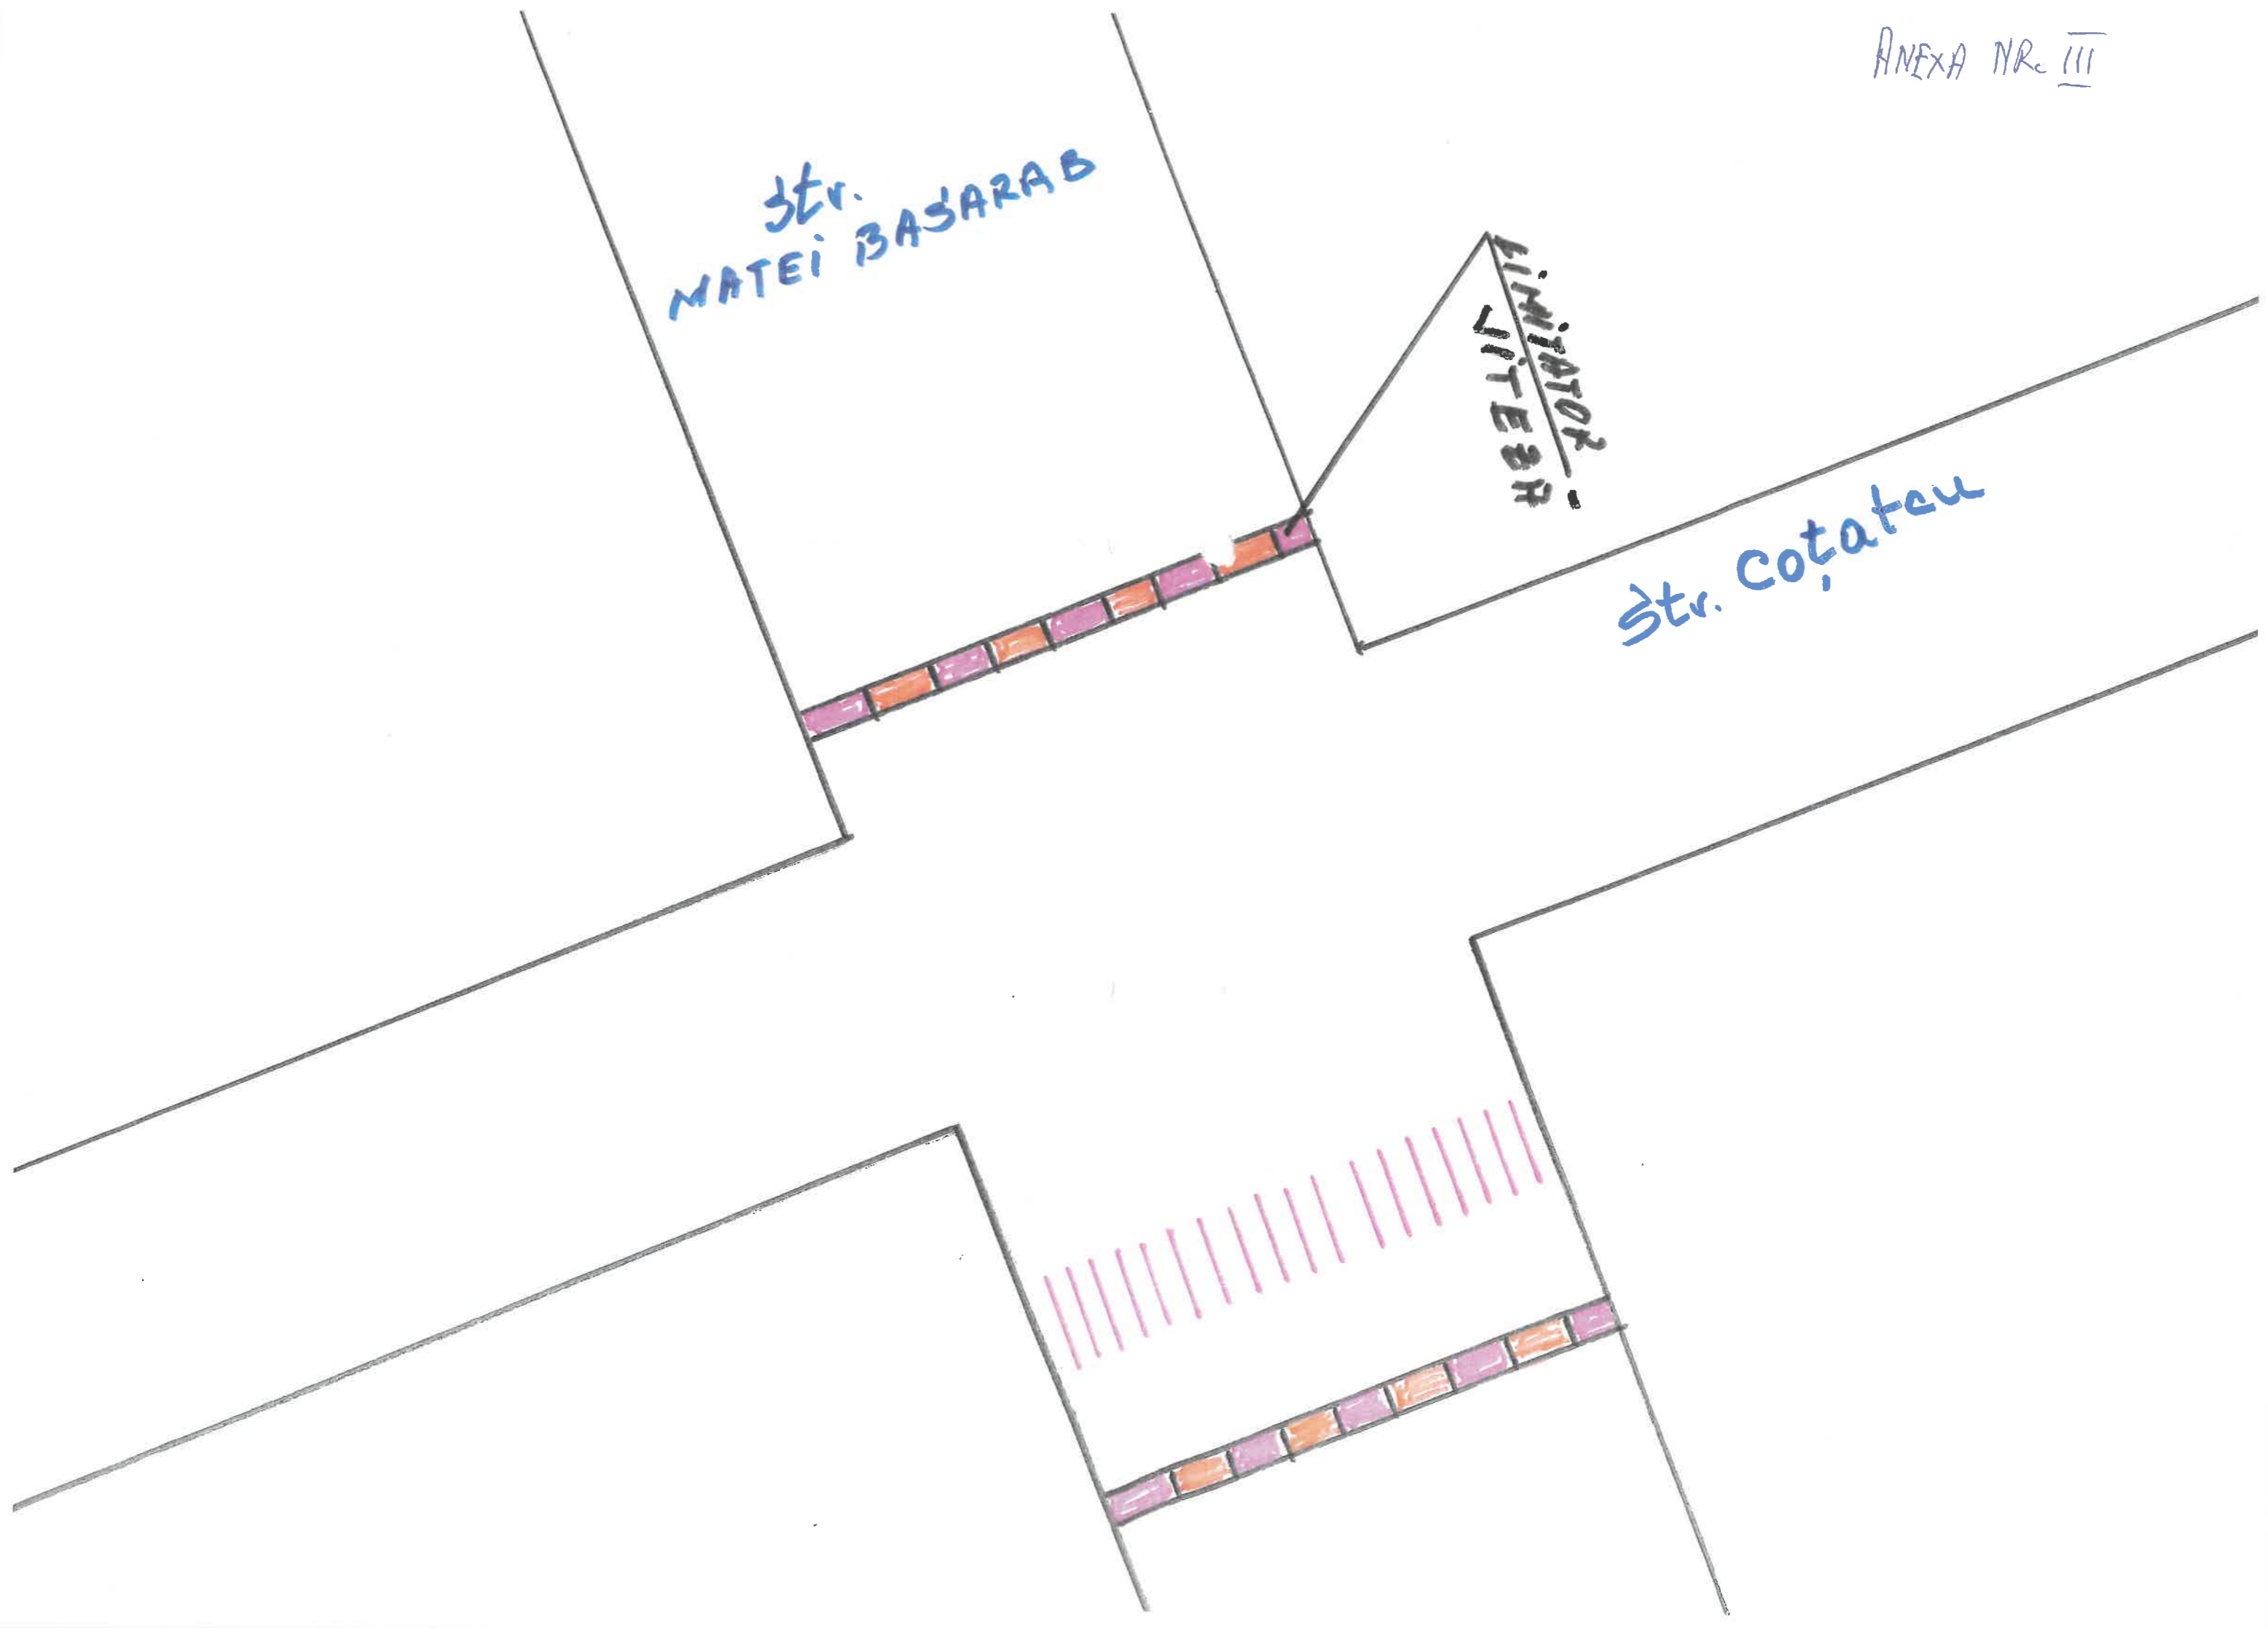 ANEXA NR. III
Str.
MATEI BASARAB
LIMITATOR -
VITEZĂ
Str. Coțatcu